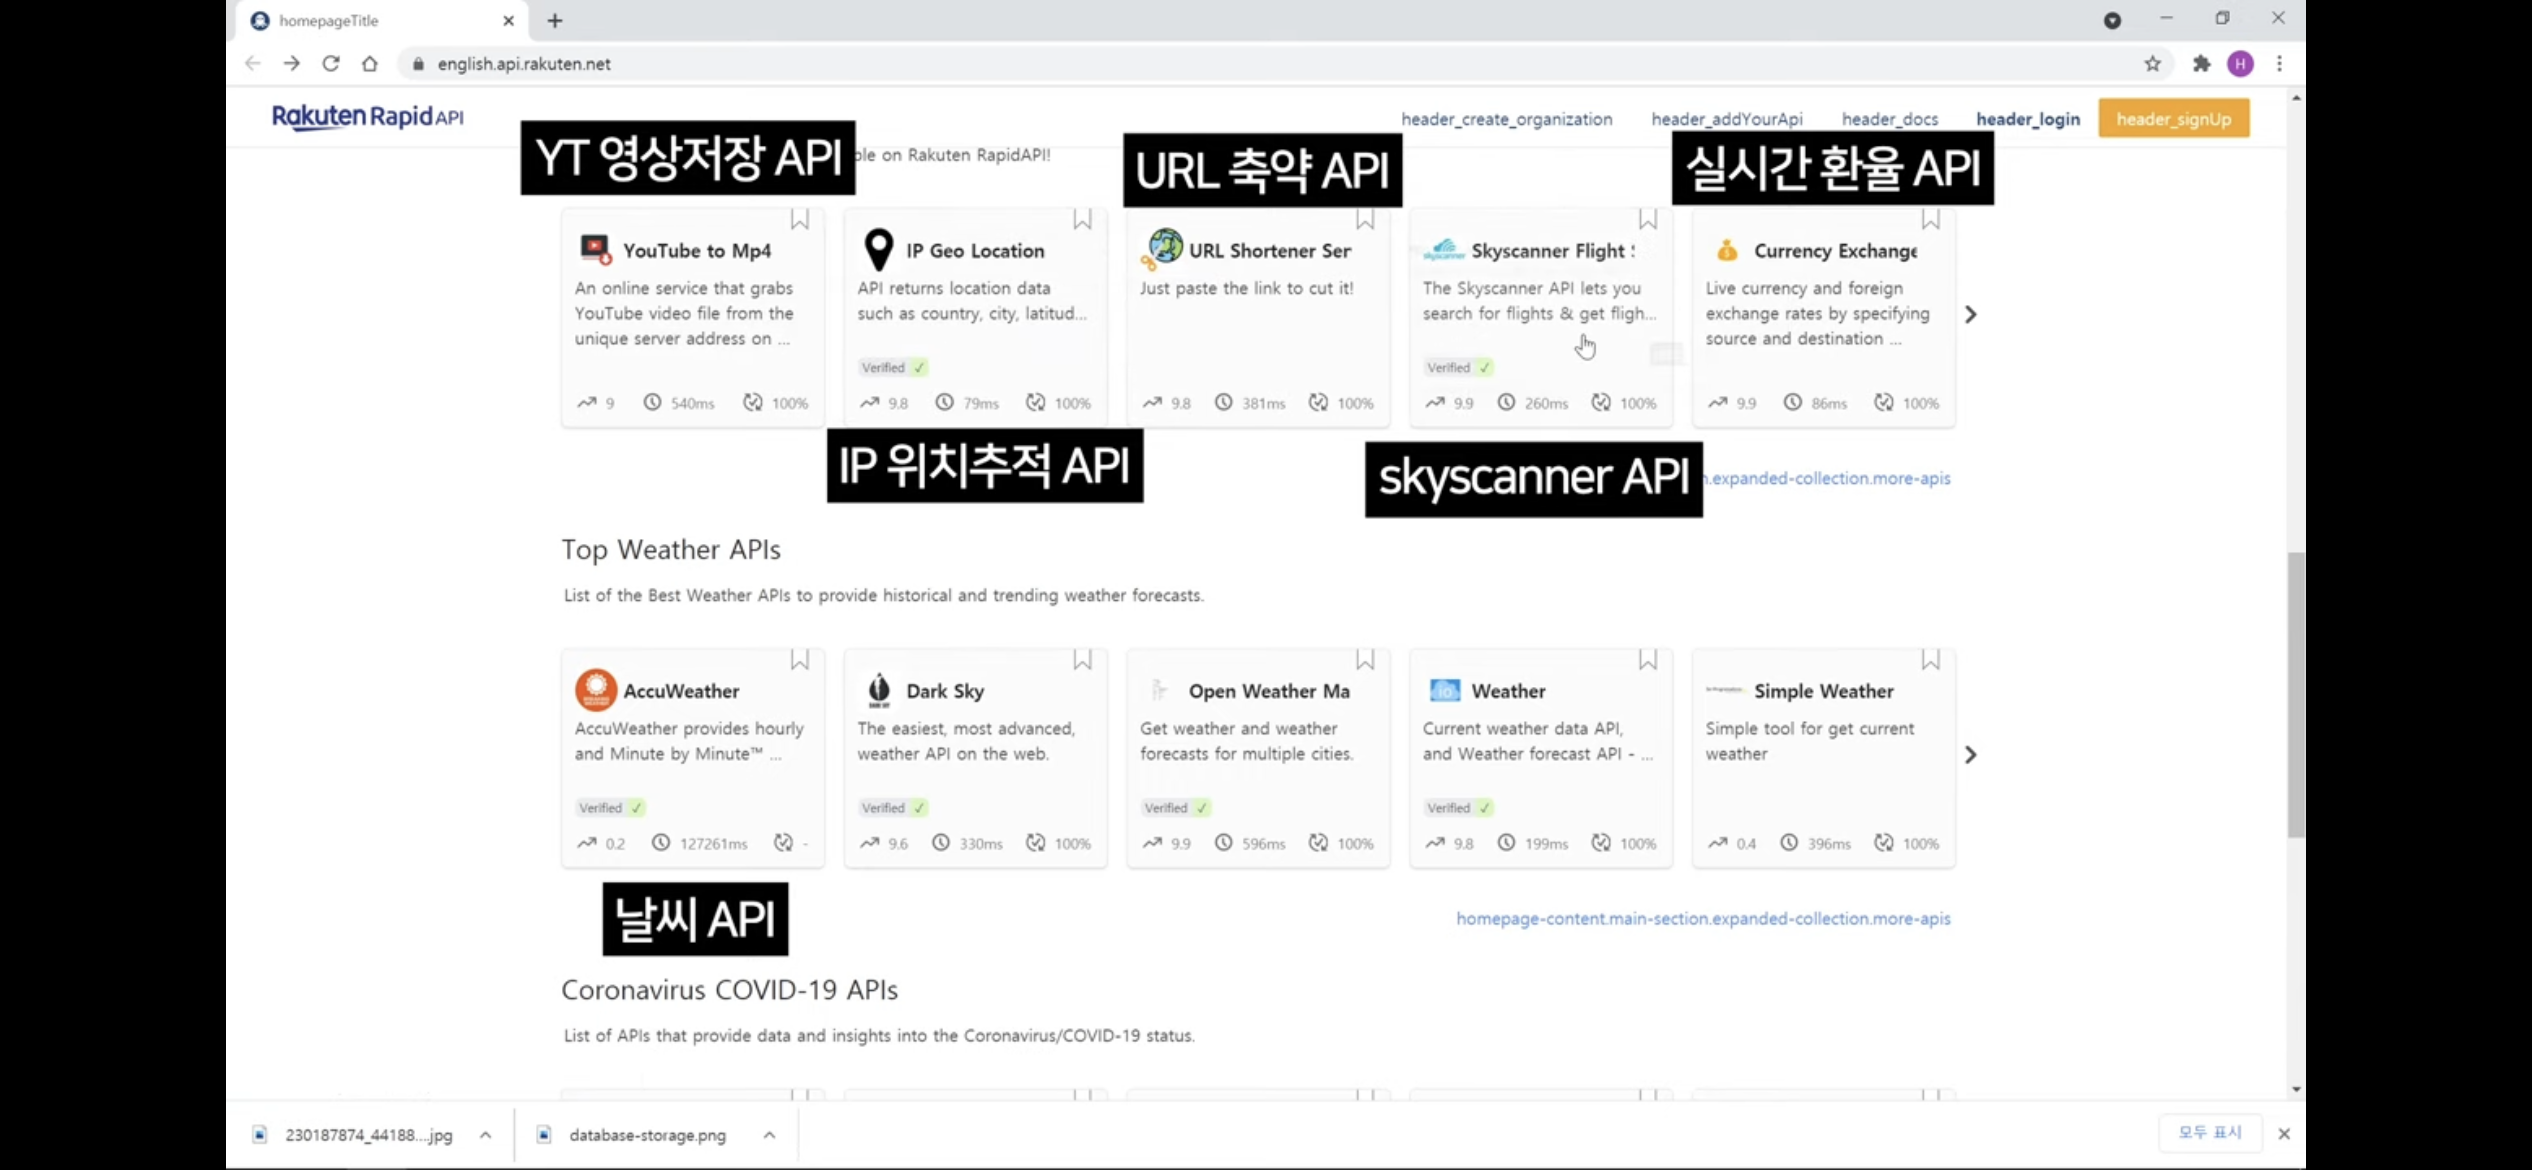 homepageTitle
english.api.rakuten.net
H
Rakuten RapidAPI
header_create_organization
header_addYourApi
header_docs
header_login
header_signUp
YT 영상저장 API
ble on Rakuten RapidAPI!
URL 축약 API
실시간 환율 API
YouTube to Mp4
An online service that grabs
YouTube video file from the
unique server address on ...
9 540ms 100%
IP Geo Location
API returns location data
such as country, city, latitud...
Verified ✓
9.8 79ms 100%
URL Shortener Ser
Just paste the link to cut it!
9.8 381ms 100%
skyscanner
Skyscanner Flight S
The Skyscanner API lets you
search for flights & get fligh...
Verified ✓
9.9 260ms 100%
Currency Exchange
Live currency and foreign
exchange rates by specifying
source and destination ...
9.9 86ms 100%
IP 위치추적 API
skyscanner API
.expanded-collection.more-apis
Top Weather APIs
List of the Best Weather APIs to provide historical and trending weather forecasts.
AccuWeather
AccuWeather provides hourly
and Minute by Minute™ ...
Verified ✓
0.2 127261ms -
DARK SKY
Dark Sky
The easiest, most advanced,
weather API on the web.
Verified ✓
9.6 330ms 100%
Open Weather Ma
Get weather and weather
forecasts for multiple cities.
Verified ✓
9.9 596ms 100%
io
Weather
Current weather data API,
and Weather forecast API - ...
Verified ✓
9.8 199ms 100%
Simple Weather
Simple tool for get current
weather
0.4 396ms 100%
날씨 API
homepage-content.main-section.expanded-collection.more-apis
Coronavirus COVID-19 APIs
List of APIs that provide data and insights into the Coronavirus/COVID-19 status.
230187874_44188....jpg
database-storage.png
모두 표시